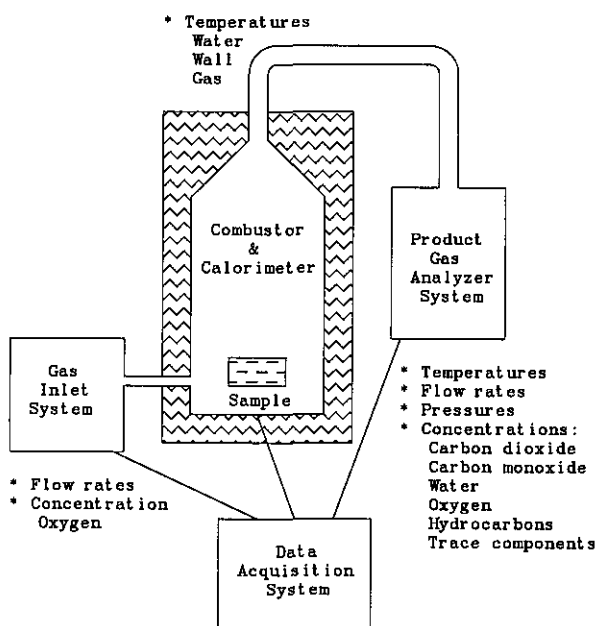 * Temperatures
Water
Wall
Gas
Combustor
&
Calorimeter
Product
Gas
Analyzer
System
Gas
Inlet
System
Sample
* Temperatures
* Flow rates
* Pressures
* Concentrations:
Carbon dioxide
Carbon monoxide
Water
Oxygen
Hydrocarbons
Trace components
* Flow rates
* Concentration
Oxygen
Data
Acquisition
System